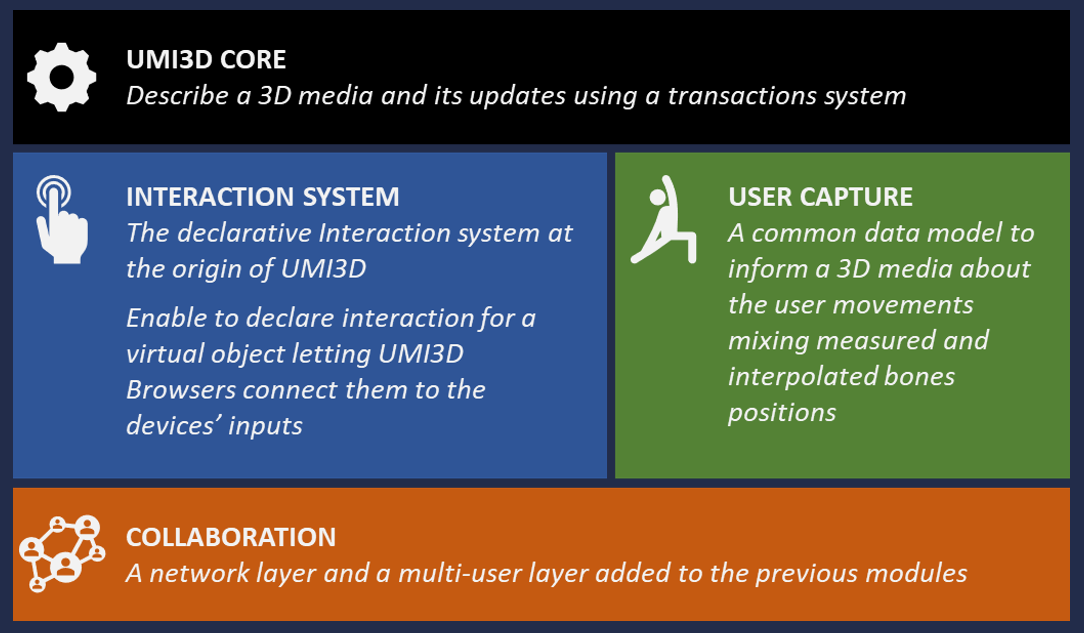 UMI3D CORE
Describe a 3D media and its updates using a transactions system
INTERACTION SYSTEM
The declarative Interaction system at
the origin of UMI3D
Enable to declare interaction for a
virtual object letting UMI3D
Browsers connect them to the
devices’ inputs
USER CAPTURE
A common data model to
inform a 3D media about
the user movements
mixing measured and
interpolated bones
positions
COLLABORATION
A network layer and a multi-user layer added to the previous modules